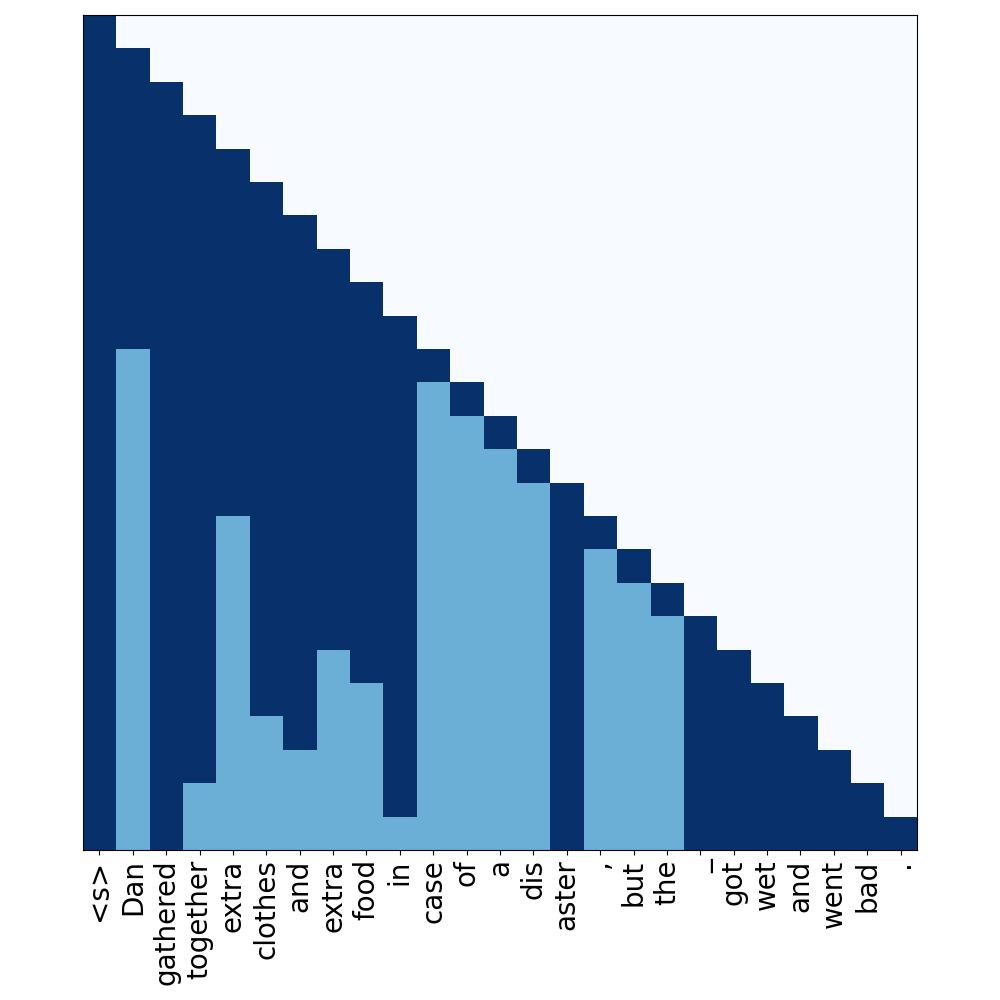 <s> Dan gathered together extra clothes and extra food in case of a dis aster , but the _ got wet and went bad .